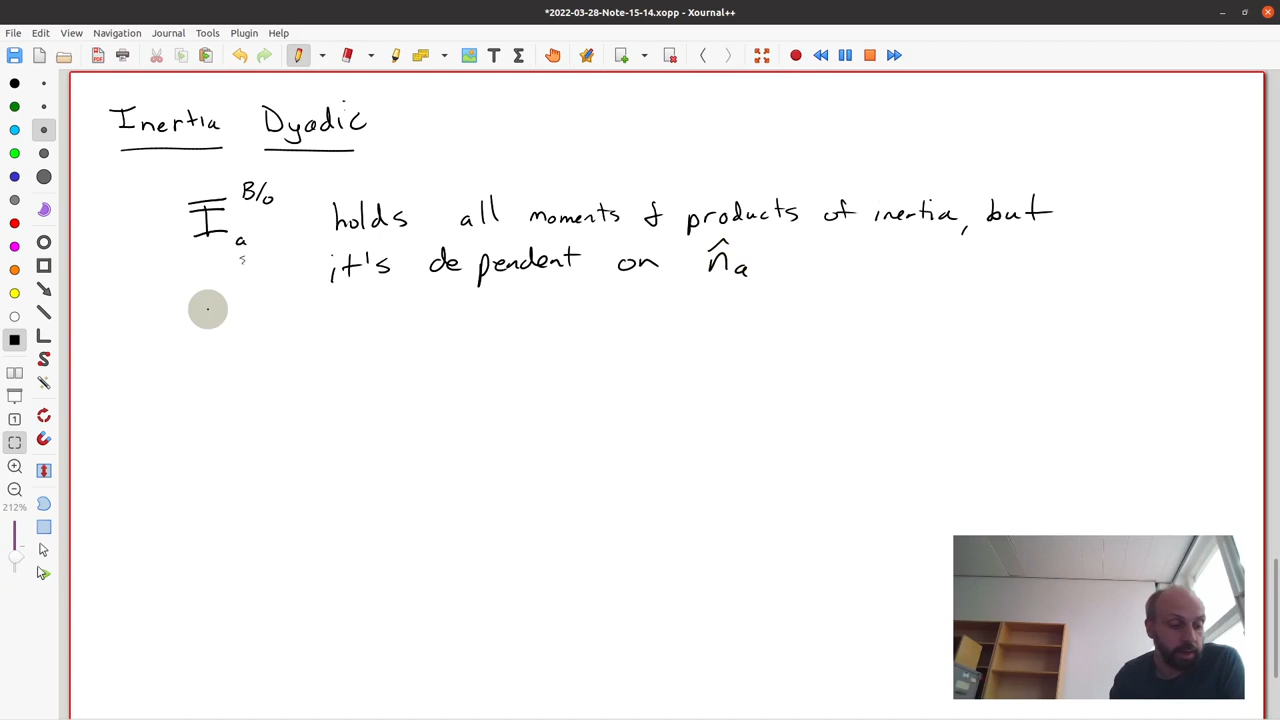 *2022-03-28-Note-15-14.xopp - Xournal++
File Edit View Navigation Journal Tools Plugin Help
Inertia Dyadic
I B/o a holds all moments & products of inertia, but
it's dependent on n̂a
212%